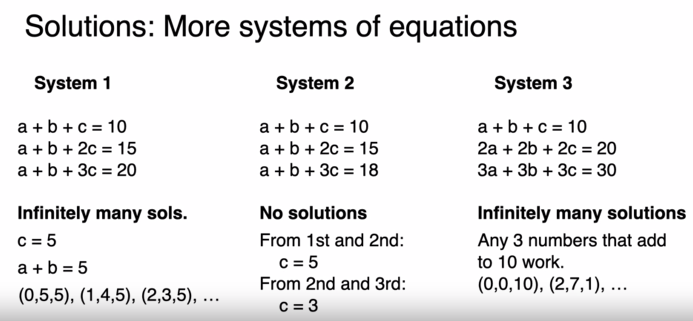 Solutions: More systems of equations
System 1
a + b + c = 10
a + b + 2c = 15
a + b + 3c = 20
Infinitely many sols.
c = 5
a + b = 5
(0,5,5), (1,4,5), (2,3,5), …
System 2
a + b + c = 10
a + b + 2c = 15
a + b + 3c = 18
No solutions
From 1st and 2nd:
c = 5
From 2nd and 3rd:
c = 3
System 3
a + b + c = 10
2a + 2b + 2c = 20
3a + 3b + 3c = 30
Infinitely many solutions
Any 3 numbers that add
to 10 work.
(0,0,10), (2,7,1), …